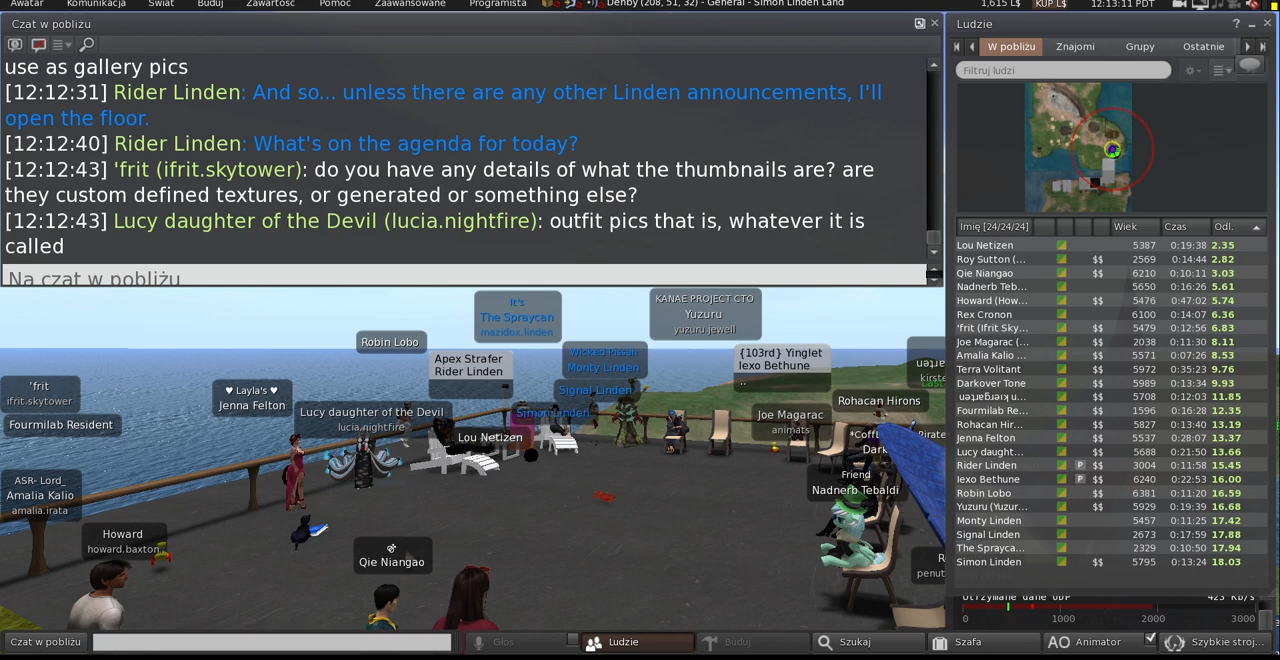 Awatar Komunikacja Świat Buduj Zawartość Pomoc Zaawansowane Programista
Denby (208, 51, 32) - General - Simon Linden Land
1,615 L$ KUP L$ 12:13:11 PDT
Czat w pobliżu
use as gallery pics
[12:12:31] Rider Linden: And so... unless there are any other Linden announcements, I'll
open the floor.
[12:12:40] Rider Linden: What's on the agenda for today?
[12:12:43] 'frit (ifrit.skytower): do you have any details of what the thumbnails are? are
they custom defined textures, or generated or something else?
[12:12:43] Lucy daughter of the Devil (lucia.nightfire): outfit pics that is, whatever it is
called
Na czat w pobliżu
It's
The Spraycan
mazidox.linden
KANAE PROJECT CTO
Yuzuru
yuzuru.jewell
Robin Lobo
Apex Strafer
Rider Linden
Wicked Pissah
Monty Linden
{103rd} Yinglet
Iexo Bethune
..
Signal Linden
Simon Linden
'frit
ifrit.skytower
♥ Layla's ♥
Jenna Felton
Lucy daughter of the Devil
lucia.nightfire
Fourmilab Resident
Lou Netizen
Rohacan Hirons
Joe Magarac
animats
Friend
Nadnerb Tebaldi
ASR- Lord_
Amalia Kalio
amalia.irata
Howard
howard.baxton
Qie Niangao
Ludzie
W pobliżu Znajomi Grupy Ostatnie
Filtruj ludzi
Imię [24/24/24] Wiek Czas Odl.
Lou Netizen 5387 0:19:38 2.35
Roy Sutton (... $$ 2569 0:14:44 2.82
Qie Niangao $$ 6210 0:10:11 3.03
Nadnerb Teb... 5650 0:16:26 5.61
Howard (How... $$ 5476 0:47:02 5.74
Rex Cronon 6100 0:14:07 6.36
'frit (Ifrit Sky... $$ 5479 0:12:56 6.83
Joe Magarac (... $$ 2038 0:11:30 8.11
Amalia Kalio ... $$ 5571 0:07:26 8.53
Terra Volitant $$ 5972 0:35:23 9.76
Darkover Tone $$ 5989 0:13:34 9.93
$$ 5708 0:12:03 11.85
Fourmilab Re... $$ 1596 0:16:28 12.35
Rohacan Hir... $$ 5827 0:13:40 13.19
Jenna Felton $$ 5537 0:28:07 13.37
Lucy daught... $$ 5688 0:21:50 13.66
Rider Linden P $$ 3004 0:11:58 15.45
Iexo Bethune P $$ 6240 0:22:53 16.00
Robin Lobo $$ 6381 0:11:20 16.59
Yuzuru (Yuzur... $$ 5929 0:19:39 16.68
Monty Linden 5457 0:11:25 17.42
Signal Linden 2673 0:17:59 17.88
The Sprayca... 2329 0:10:50 17.94
Simon Linden $$ 5795 0:13:24 18.03
Otrzymane dane UDP 423 Kb/s
0 1000 2000 3000
Czat w pobliżu Głos Ludzie Buduj Szukaj Szafa AO Animator Szybkie stroj...